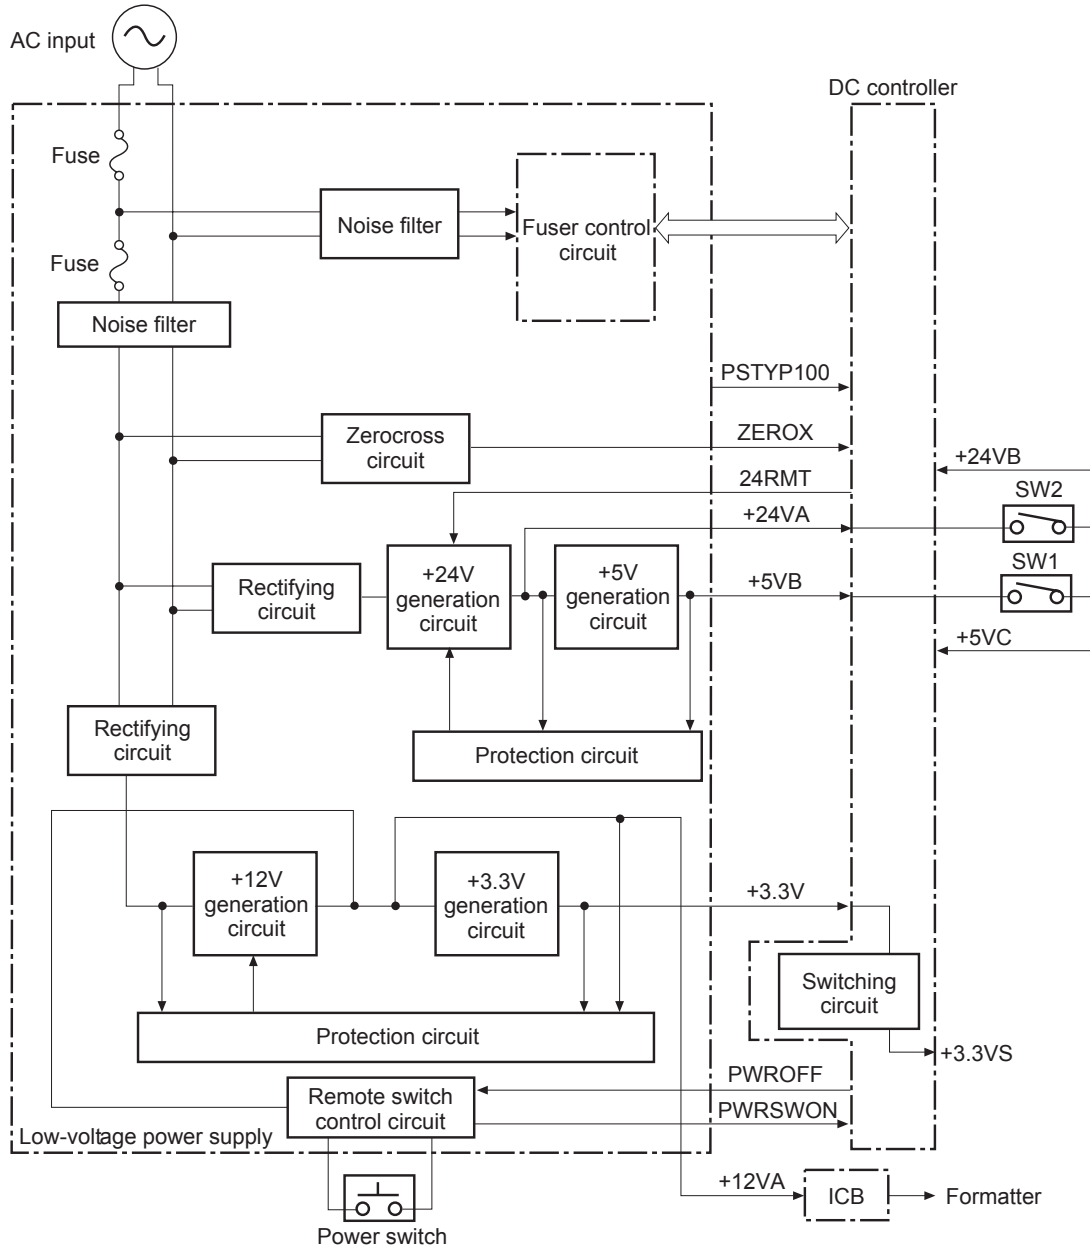 AC input
DC controller
Fuse
Noise filter
Fuser control
circuit
Fuse
Noise filter
PSTYP100
Zerocross
circuit
ZEROX
+24VB
24RMT
SW2
+24VA
+24V
generation
circuit
+5V
generation
circuit
SW1
Rectifying
circuit
+5VB
+5VC
Rectifying
circuit
Protection circuit
+12V
generation
circuit
+3.3V
generation
circuit
+3.3V
Switching
circuit
Protection circuit
+3.3VS
PWROFF
Remote switch
control circuit
PWRSWON
Low-voltage power supply
+12VA
ICB
Formatter
Power switch